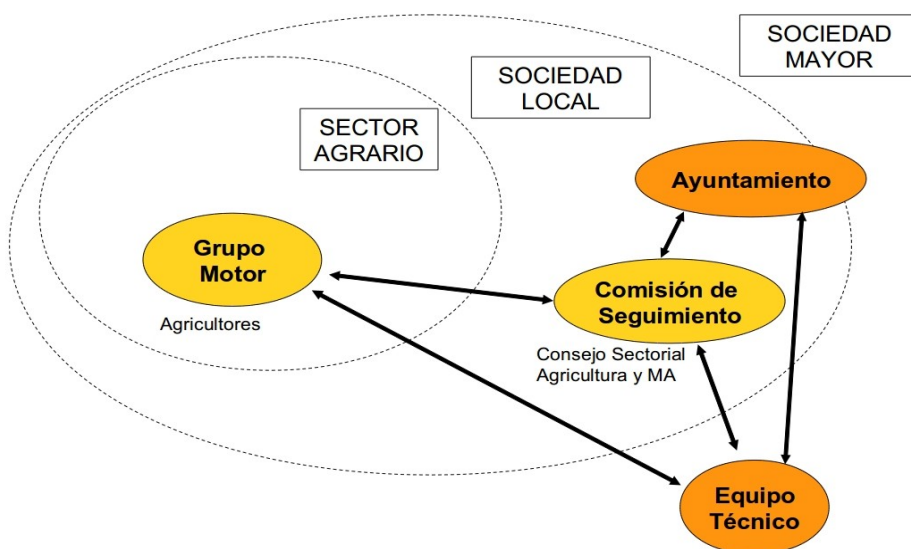 SOCIEDAD
MAYOR
SOCIEDAD
LOCAL
SECTOR
AGRARIO
Ayuntamiento
Grupo
Motor
Agricultores
Comisión de
Seguimiento
Consejo Sectorial
Agricultura y MA
Equipo
Técnico